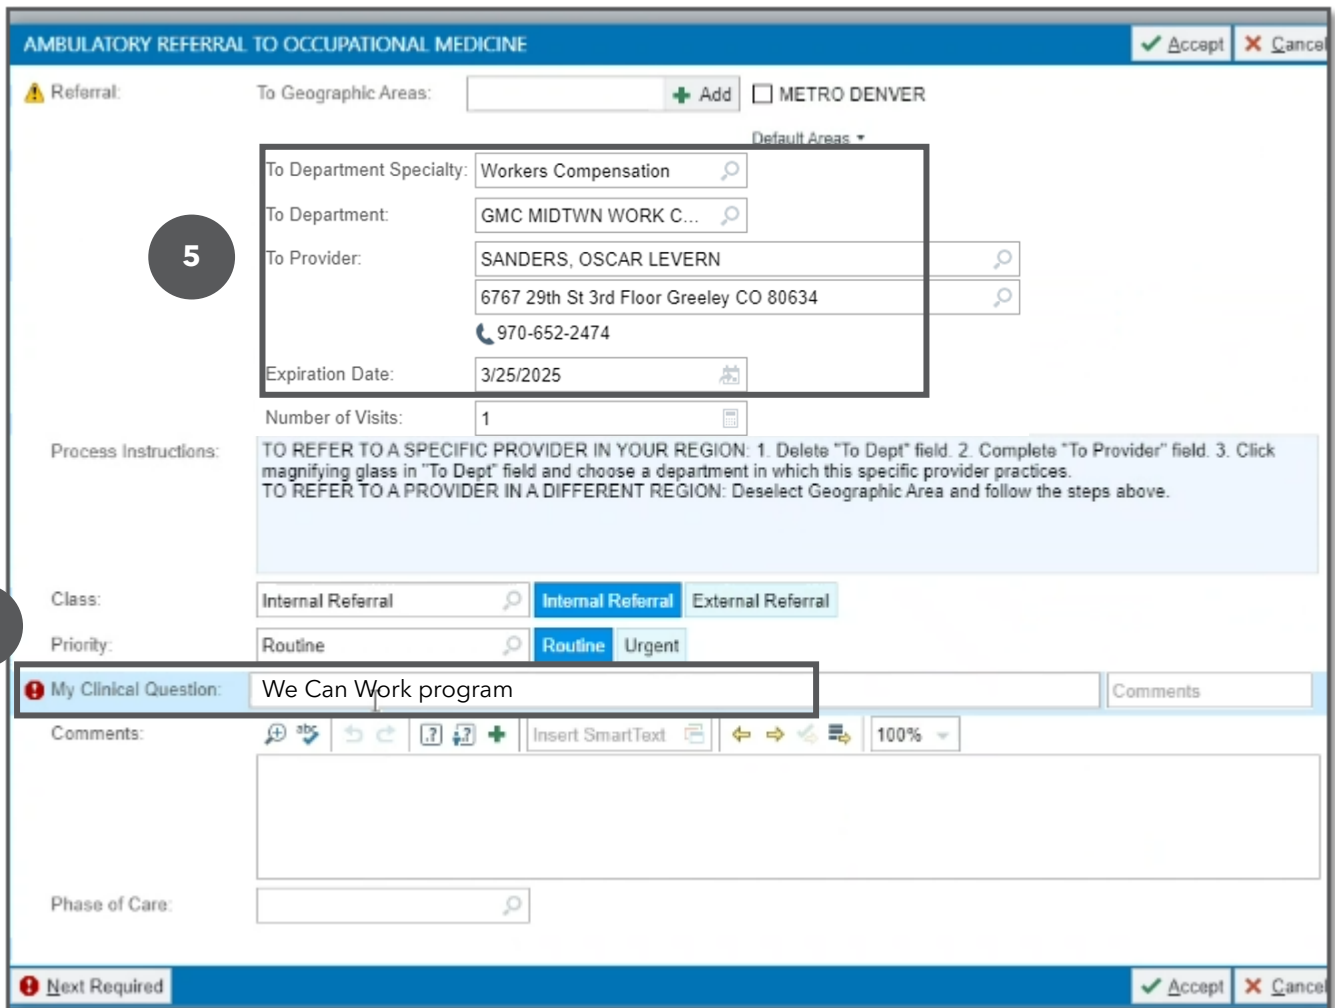 AMBULATORY REFERRAL TO OCCUPATIONAL MEDICINE
Accept
Cancel
Referral:
To Geographic Areas:
Add
METRO DENVER
Default Areas
To Department Specialty:
Workers Compensation
To Department:
GMC MIDTWN WORK C...
5
To Provider:
SANDERS, OSCAR LEVERN
6767 29th St 3rd Floor Greeley CO 80634
970-652-2474
Expiration Date:
3/25/2025
Number of Visits:
1
Process Instructions:
TO REFER TO A SPECIFIC PROVIDER IN YOUR REGION: 1. Delete "To Dept" field. 2. Complete "To Provider" field. 3. Click
magnifying glass in "To Dept" field and choose a department in which this specific provider practices.
TO REFER TO A PROVIDER IN A DIFFERENT REGION: Deselect Geographic Area and follow the steps above.
Class:
Internal Referral
Internal Referral
External Referral
Priority:
Routine
Routine
Urgent
My Clinical Question:
We Can Work program
Comments
Comments:
abc
Insert SmartText
100%
Phase of Care:
Next Required
Accept
Cancel